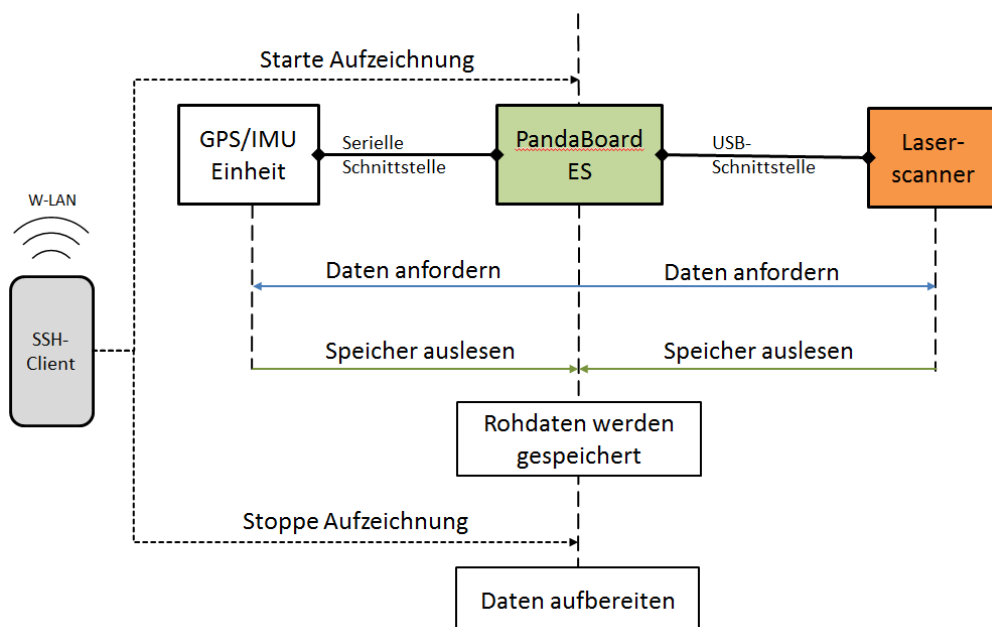 Starte Aufzeichnung
GPS/IMU
Einheit
Serielle
Schnittstelle
PandaBoard
ES
USB-
Schnittstelle
Laser-
scanner
W-LAN
SSH-
Client
Daten anfordern
Daten anfordern
Speicher auslesen
Speicher auslesen
Rohdaten werden
gespeichert
Stoppe Aufzeichnung
Daten aufbereiten